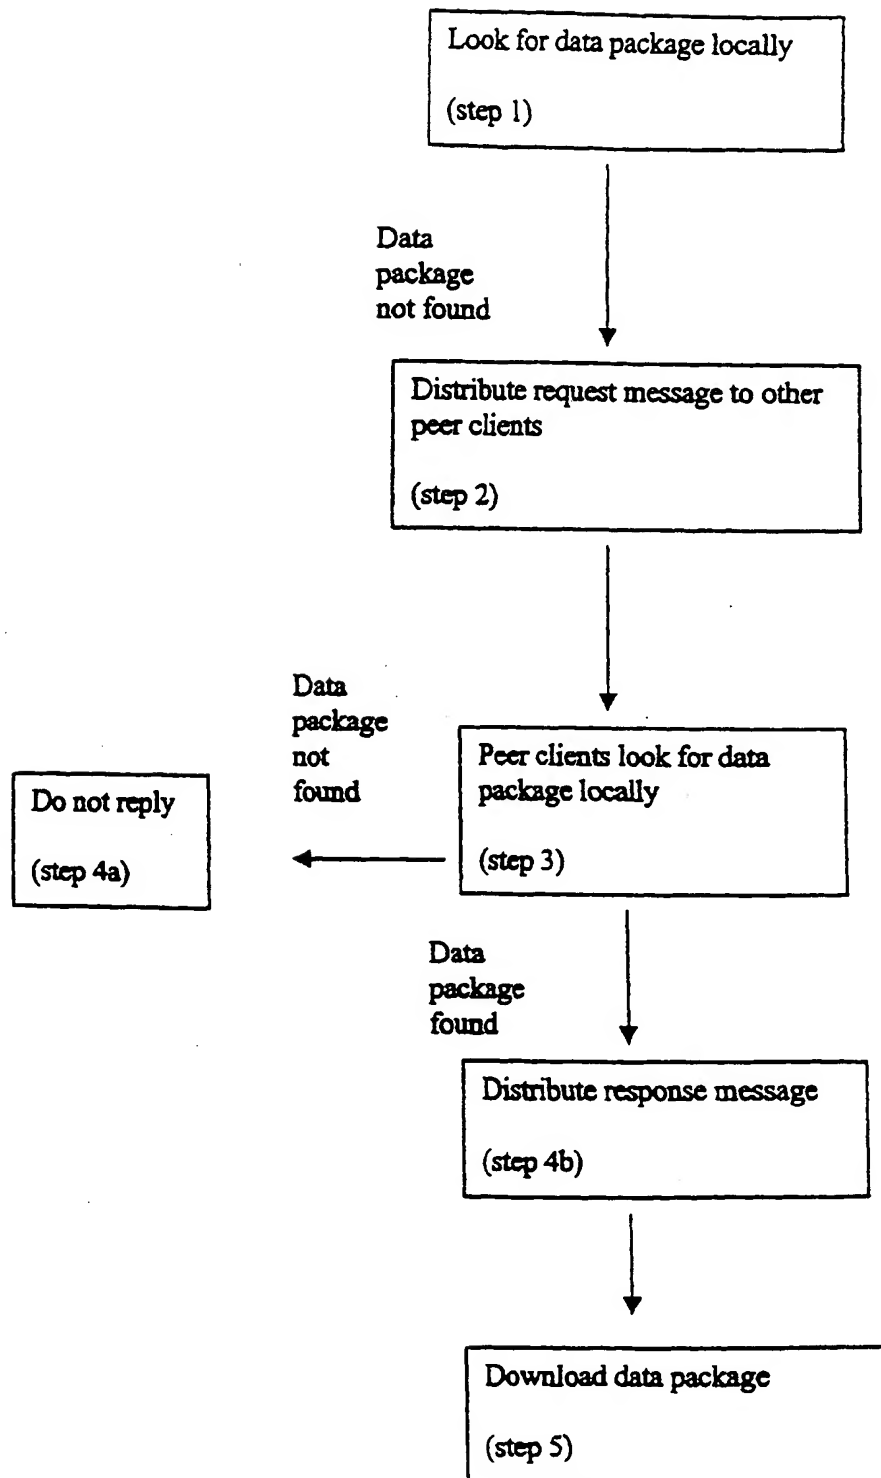 Look for data package locally
(step 1)
Data
package
not found
Distribute request message to other
peer clients
(step 2)
Data
package
not
found
Peer clients look for data
package locally
(step 3)
Do not reply
(step 4a)
Data
package
found
Distribute response message
(step 4b)
Download data package
(step 5)